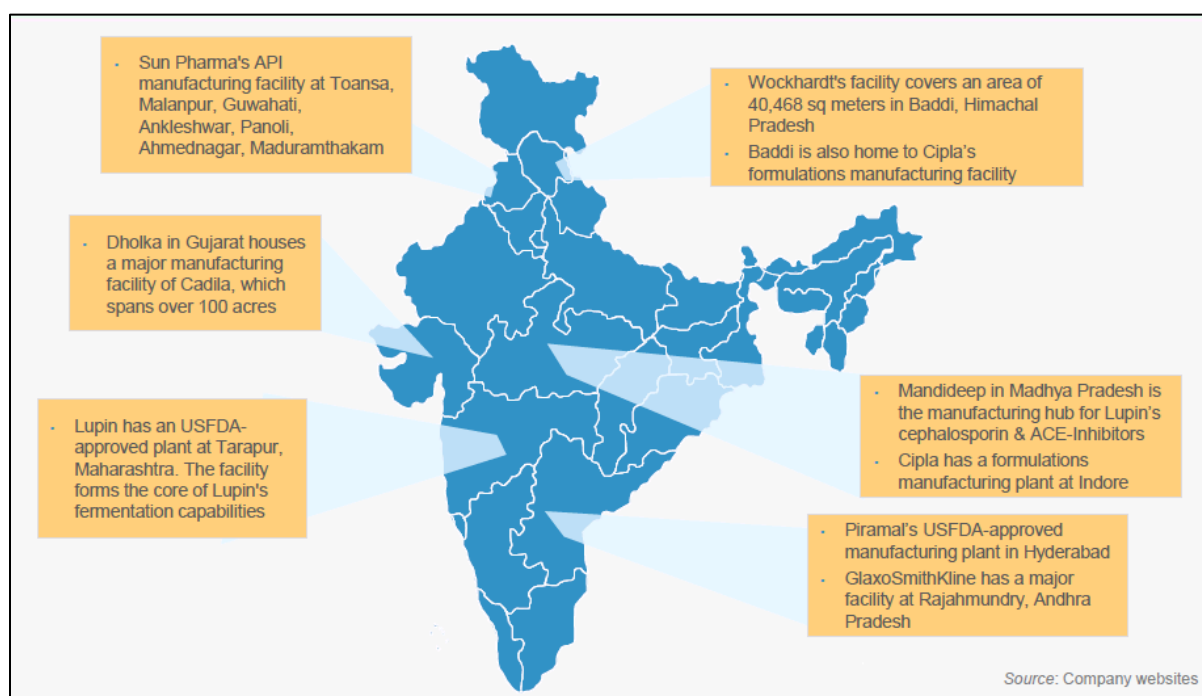 • Sun Pharma's API
manufacturing facility at Toansa,
Malanpur, Guwahati,
Ankleshwar, Panoli,
Ahmednagar, Maduramthakam
• Wockhardt's facility covers an area of
40,468 sq meters in Baddi, Himachal
Pradesh
• Baddi is also home to Cipla's
formulations manufacturing facility
• Dholka in Gujarat houses
a major manufacturing
facility of Cadila, which
spans over 100 acres
• Lupin has an USFDA-
approved plant at Tarapur,
Maharashtra. The facility
forms the core of Lupin's
fermentation capabilities
• Mandideep in Madhya Pradesh is
the manufacturing hub for Lupin's
cephalosporin & ACE-Inhibitors
• Cipla has a formulations
manufacturing plant at Indore
• Piramal's USFDA-approved
manufacturing plant in Hyderabad
• GlaxoSmithKline has a major
facility at Rajahmundry, Andhra
Pradesh
Source: Company websites